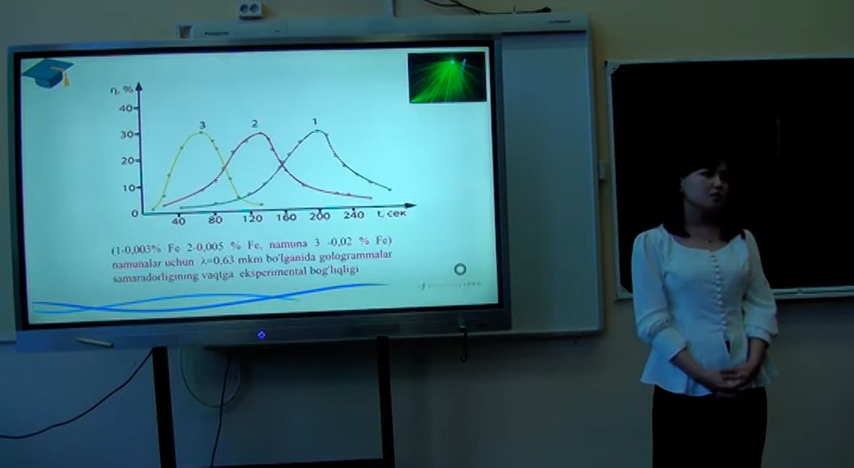 η, %
40
30
20
10
0
3
2
1
40 80 120 160 200 240 t, сек
(1-0,003% Fe 2-0,005 % Fe, namuna 3 -0,02 % Fe)
namunalar uchun λ=0,63 mkm bo'lganida gologrammalar
samaradorligining vaqtga eksperimental bog'liqligi